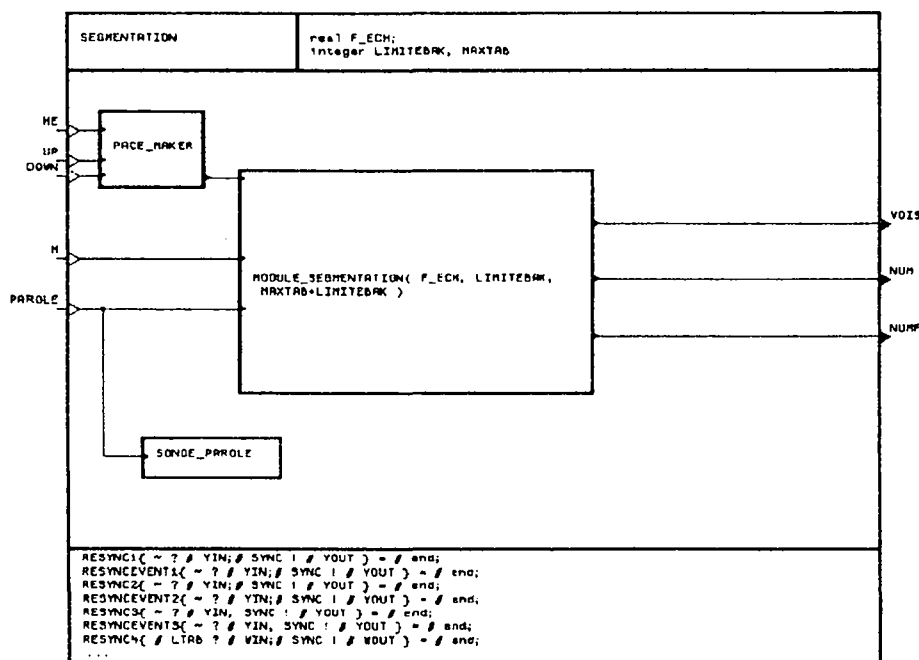 SEGMENTATION
real F_ECH;
integer LIMITEBAK, MAXTAB
HE
UP
DOWN
PACE_MAKER
M
PAROLE
MODULE_SEGMENTATION( F_ECH, LIMITEBAK,
MAXTAB+LIMITEBAK )
VOIS
NUM
NUMF
SONDE_PAROLE
RESYNC1{ ~ ? # YIN;# SYNC ! # YOUT } = # end;
RESYNCEVENT1{ ~ ? # YIN;# SYNC ! # YOUT } = # end;
RESYNC2{ ~ ? # YIN;# SYNC ! # YOUT } = # end;
RESYNCEVENT2{ ~ ? # YIN;# SYNC ! # YOUT } = # end;
RESYNC3{ ~ ? # YIN, SYNC ! # YOUT } = # end;
RESYNCEVENT3{ ~ ? # YIN, SYNC ! # YOUT } = # end;
RESYNC4{ # LTAB ? # WIN;# SYNC ! # WOUT } = # end;
...